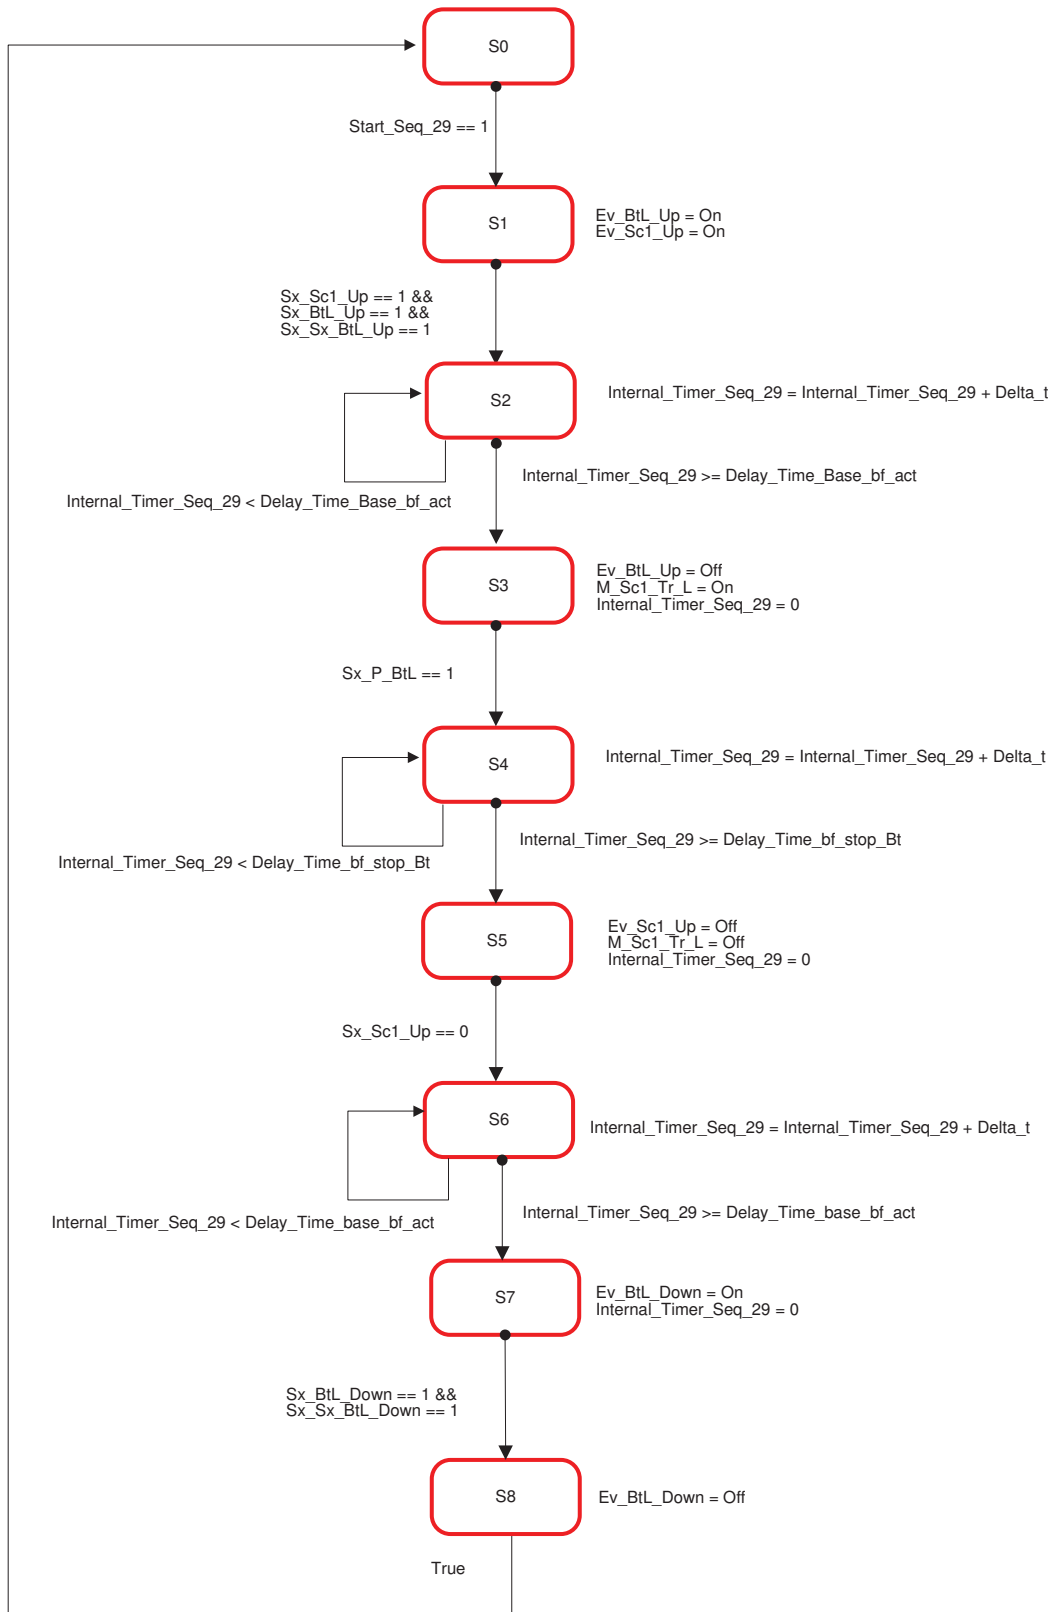 S0
Start_Seq_29 == 1
S1
Ev_BtL_Up = On
Ev_Sc1_Up = On
Sx_Sc1_Up == 1 &&
Sx_BtL_Up == 1 &&
Sx_Sx_BtL_Up == 1
S2
Internal_Timer_Seq_29 = Internal_Timer_Seq_29 + Delta_t
Internal_Timer_Seq_29 >= Delay_Time_Base_bf_act
Internal_Timer_Seq_29 < Delay_Time_Base_bf_act
S3
Ev_BtL_Up = Off
M_Sc1_Tr_L = On
Internal_Timer_Seq_29 = 0
Sx_P_BtL == 1
S4
Internal_Timer_Seq_29 = Internal_Timer_Seq_29 + Delta_t
Internal_Timer_Seq_29 >= Delay_Time_bf_stop_Bt
Internal_Timer_Seq_29 < Delay_Time_bf_stop_Bt
S5
Ev_Sc1_Up = Off
M_Sc1_Tr_L = Off
Internal_Timer_Seq_29 = 0
Sx_Sc1_Up == 0
S6
Internal_Timer_Seq_29 = Internal_Timer_Seq_29 + Delta_t
Internal_Timer_Seq_29 >= Delay_Time_base_bf_act
Internal_Timer_Seq_29 < Delay_Time_base_bf_act
S7
Ev_BtL_Down = On
Internal_Timer_Seq_29 = 0
Sx_BtL_Down == 1 &&
Sx_Sx_BtL_Down == 1
S8
Ev_BtL_Down = Off
True